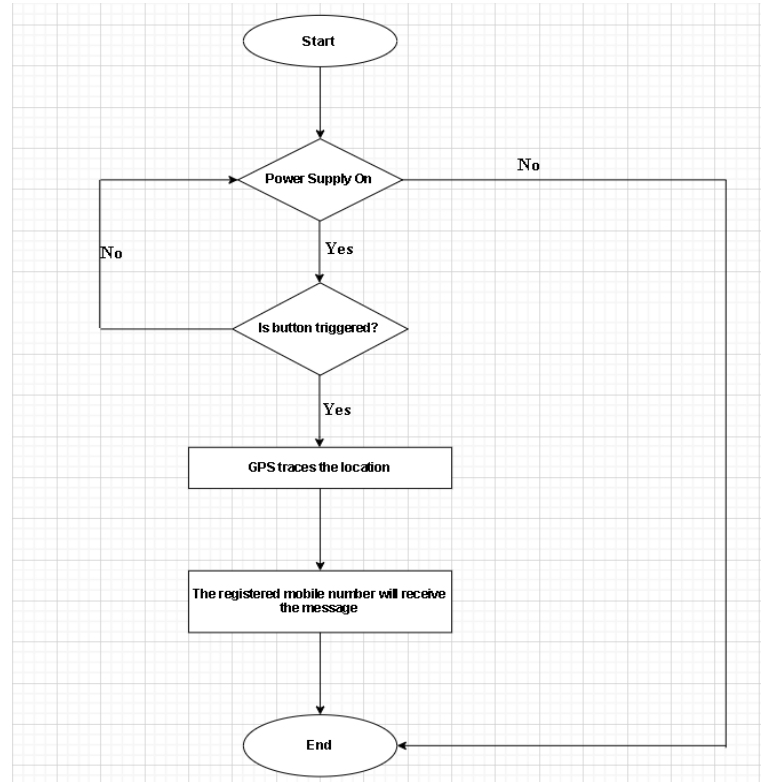 Start
Power Supply On
No
No
Yes
Is button triggered?
Yes
GPS traces the location
The registered mobile number will receive
the message
End